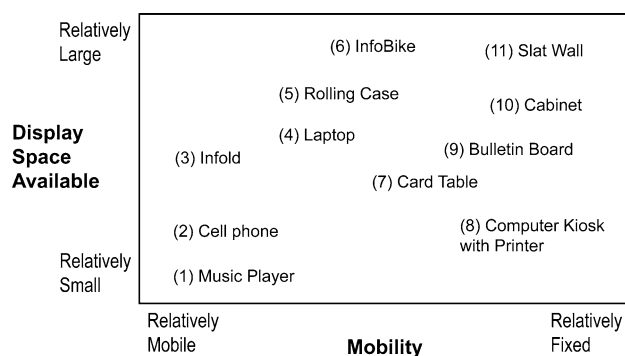 Relatively
Large
(6) InfoBike
(11) Slat Wall
(5) Rolling Case
(10) Cabinet
Display
Space
Available
(4) Laptop
(3) Infold
(9) Bulletin Board
(7) Card Table
(2) Cell phone
(8) Computer Kiosk
with Printer
Relatively
Small
(1) Music Player
Relatively
Mobile
Mobility
Relatively
Fixed